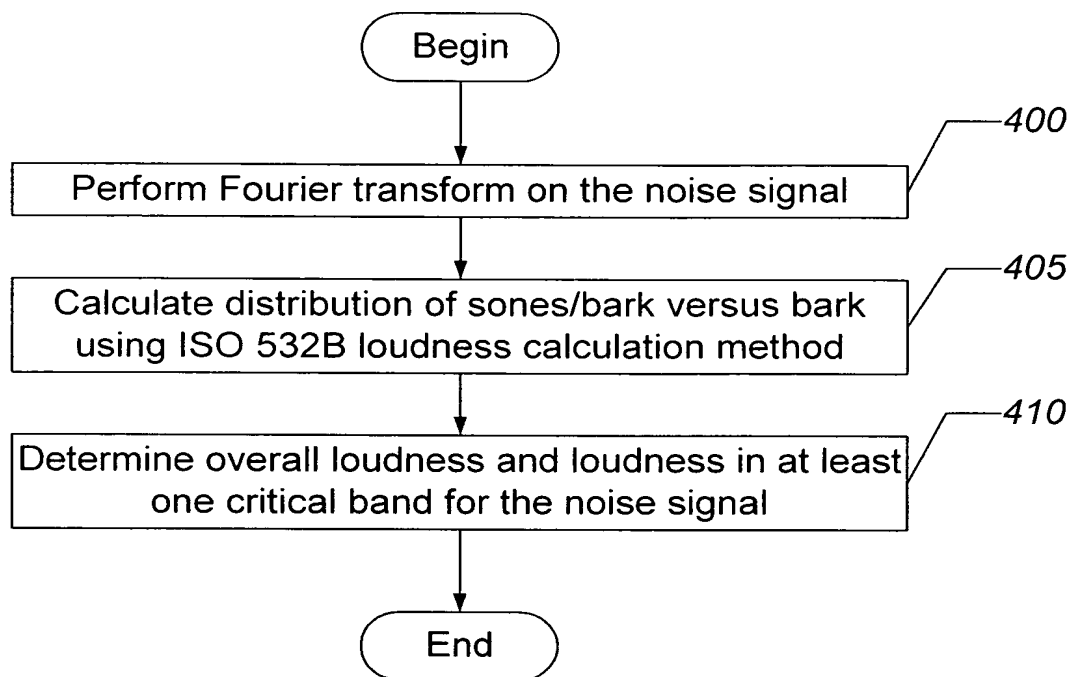 Begin
400
Perform Fourier transform on the noise signal
405
Calculate distribution of sones/bark versus bark
using ISO 532B loudness calculation method
410
Determine overall loudness and loudness in at least
one critical band for the noise signal
End